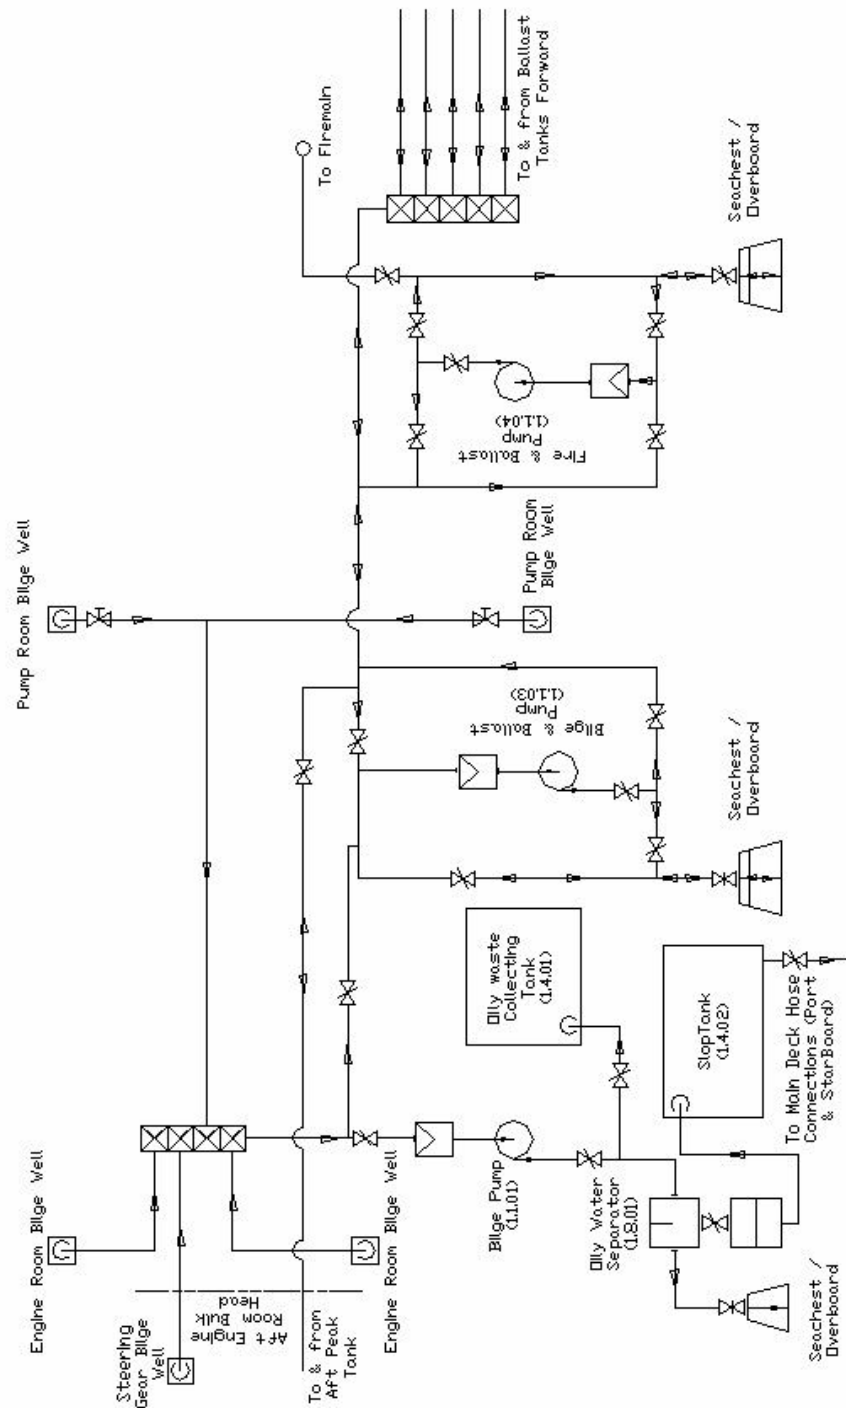 Pump Room Bilge Well
Engine Room Bilge Well
Steering
Gear Bilge
Well
Aft Engine
Room Bulk
Head
To & from
Aft Peak
Tank
To Firemain
Engine Room Bilge Well
Bilge Pump
(1.1.01)
Oily waste
Collecting
Tank
(1.4.01)
Bilge & Ballast
Pump
(1.1.03)
Pump Room
Bilge Well
Fire & Ballast
Pump
(1.1.04)
To & from Ballast
Tanks Forward
Oily Water
Separator
(1.8.01)
SlopTank
(1.4.02)
To Main Deck Hose
Connections (Port
& StarBoard)
Seachest /
Overboard
Seachest /
Overboard
Seachest /
Overboard